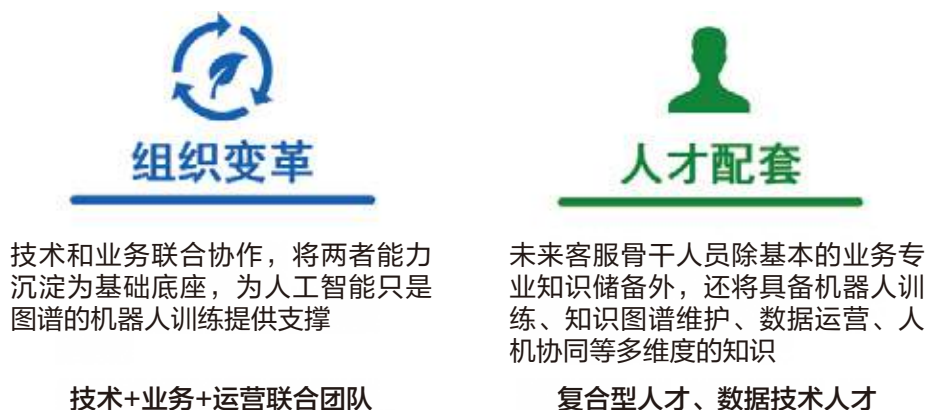 组织变革
技术和业务联合协作，将两者能力
沉淀为基础底座，为人工智能只是
图谱的机器人训练提供支撑
技术+业务+运营联合团队
人才配套
未来客服骨干人员除基本的业务专
业知识储备外，还将具备机器人训
练、知识图谱维护、数据运营、人
机协同等多维度的知识
复合型人才、数据技术人才